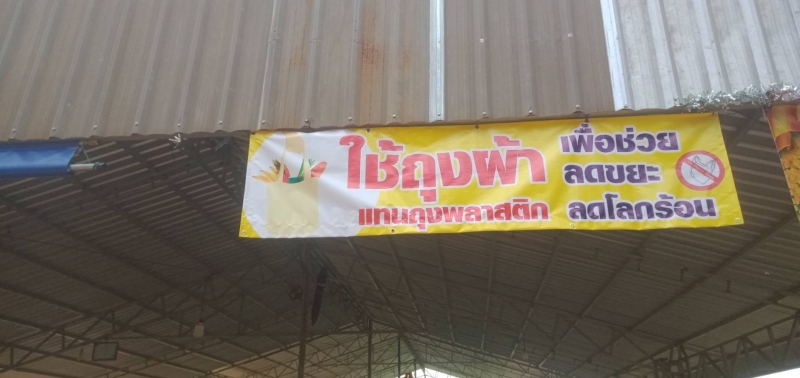 ใช้ถุงผ้า
แทนถุงพลาสติก
เพื่อช่วย
ลดขยะ
ลดโลกร้อน